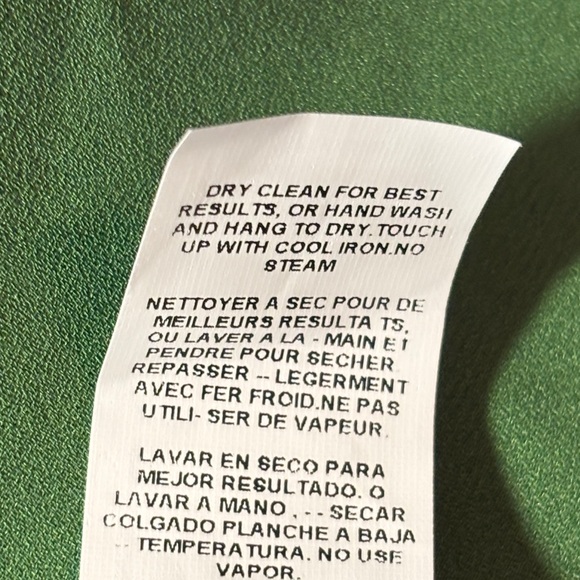 DRY CLEAN FOR BEST
RESULTS, OR HAND WASH
AND HANG TO DRY.TOUCH
UP WITH COOL IRON.NO
STEAM
NETTOYER A SEC POUR DE
MEILLEURS RESULTA TS,
OU LAVER A LA - MAIN ET
PENDRE POUR SECHER
REPASSER -- LEGERMENT
AVEC FER FROID.NE PAS
UTILI- SER DE VAPEUR.
LAVAR EN SECO PARA
MEJOR RESULTADO. O
LAVAR A MANO , -- SECAR
COLGADO PLANCHE A BAJA
-- TEMPERATURA. NO USE
VAPOR.